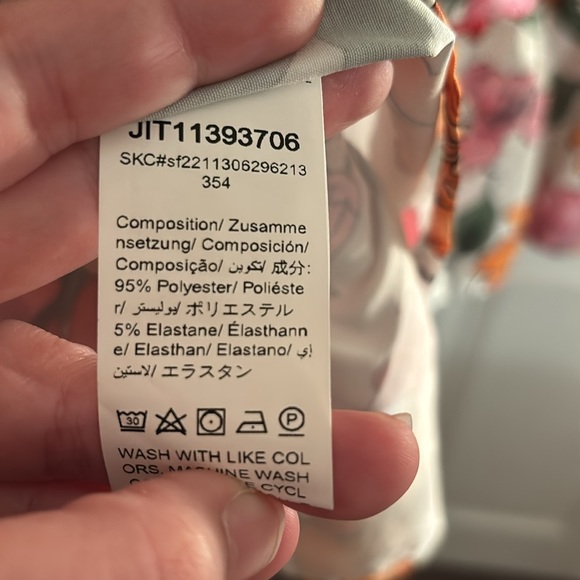 JIT11393706
SKC#sf2211306296213
354
Composition/ Zusamme
nsetzung/ Composición/
Composição/ تكوين/ 成分:
95% Polyester/ Poliéste
r/ بوليستر/ ポリエステル
5% Elastane/ Élasthann
e/ Elasthan/ Elastano/ إي
لاستين/ エラスタン
30
P
WASH WITH LIKE COL
ORS, MACHINE WASH
CYCL